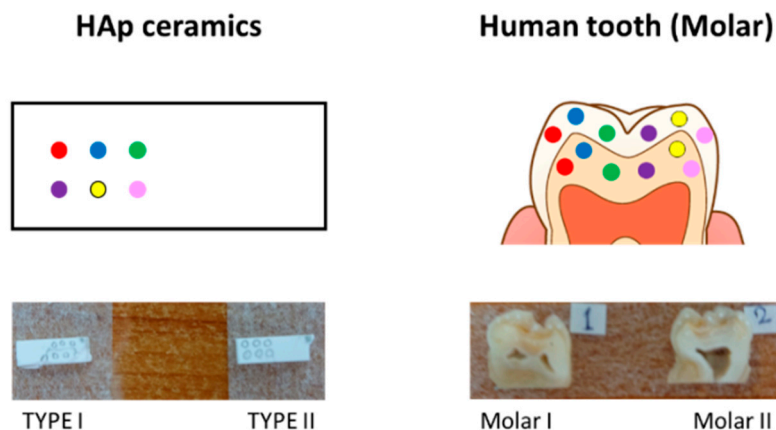 HAp ceramics
Human tooth (Molar)
1
2
TYPE I
TYPE II
Molar I
Molar II